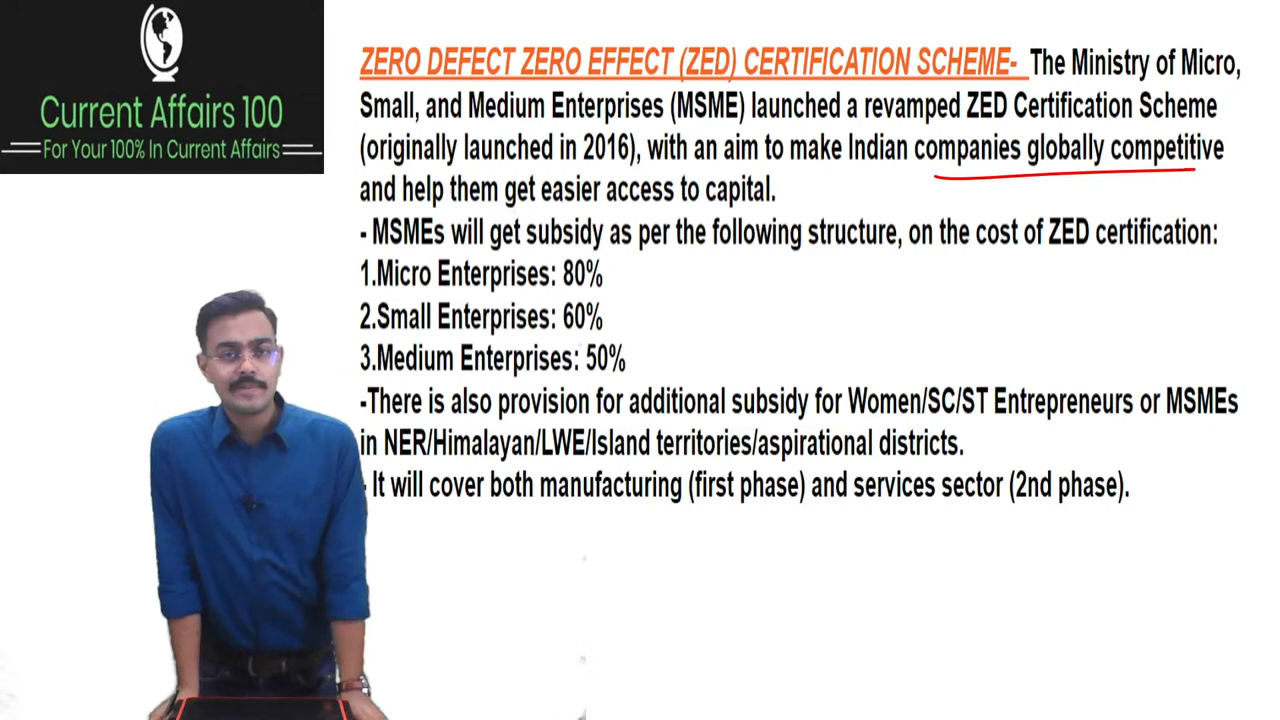 Current Affairs 100
For Your 100% In Current Affairs
ZERO DEFECT ZERO EFFECT (ZED) CERTIFICATION SCHEME- The Ministry of Micro,
Small, and Medium Enterprises (MSME) launched a revamped ZED Certification Scheme
(originally launched in 2016), with an aim to make Indian companies globally competitive
and help them get easier access to capital.
- MSMEs will get subsidy as per the following structure, on the cost of ZED certification:
1.Micro Enterprises: 80%
2.Small Enterprises: 60%
3.Medium Enterprises: 50%
-There is also provision for additional subsidy for Women/SC/ST Entrepreneurs or MSMEs
in NER/Himalayan/LWE/Island territories/aspirational districts.
- It will cover both manufacturing (first phase) and services sector (2nd phase).